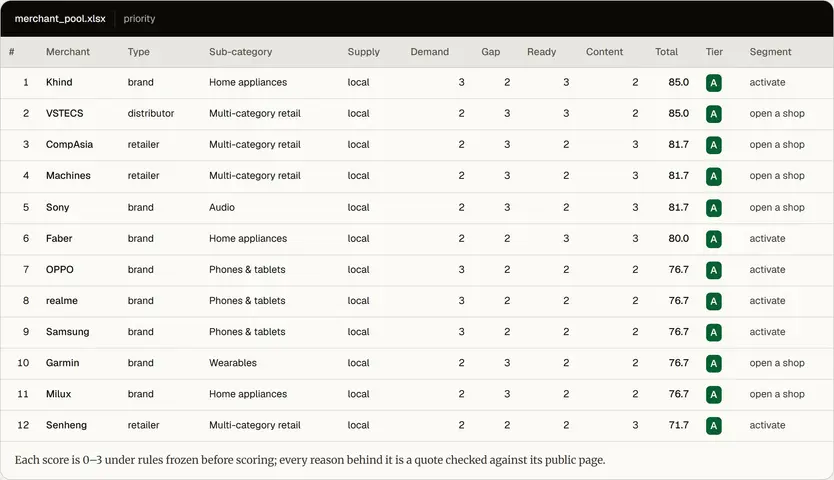 merchant_pool.xlsx priority
# Merchant Type Sub-category Supply Demand Gap Ready Content Total Tier Segment
1 Khind brand Home appliances local 3 2 3 2 85.0 A activate
2 VSTECS distributor Multi-category retail local 2 3 3 2 85.0 A open a shop
3 CompAsia retailer Multi-category retail local 2 3 2 3 81.7 A open a shop
4 Machines retailer Multi-category retail local 2 3 2 3 81.7 A open a shop
5 Sony brand Audio local 2 3 2 3 81.7 A open a shop
6 Faber brand Home appliances local 2 2 3 3 80.0 A activate
7 OPPO brand Phones & tablets local 3 2 2 2 76.7 A activate
8 realme brand Phones & tablets local 3 2 2 2 76.7 A activate
9 Samsung brand Phones & tablets local 3 2 2 2 76.7 A activate
10 Garmin brand Wearables local 2 3 2 2 76.7 A open a shop
11 Milux brand Home appliances local 2 3 2 2 76.7 A open a shop
12 Senheng retailer Multi-category retail local 2 2 2 3 71.7 A activate
Each score is 0–3 under rules frozen before scoring; every reason behind it is a quote checked against its public page.